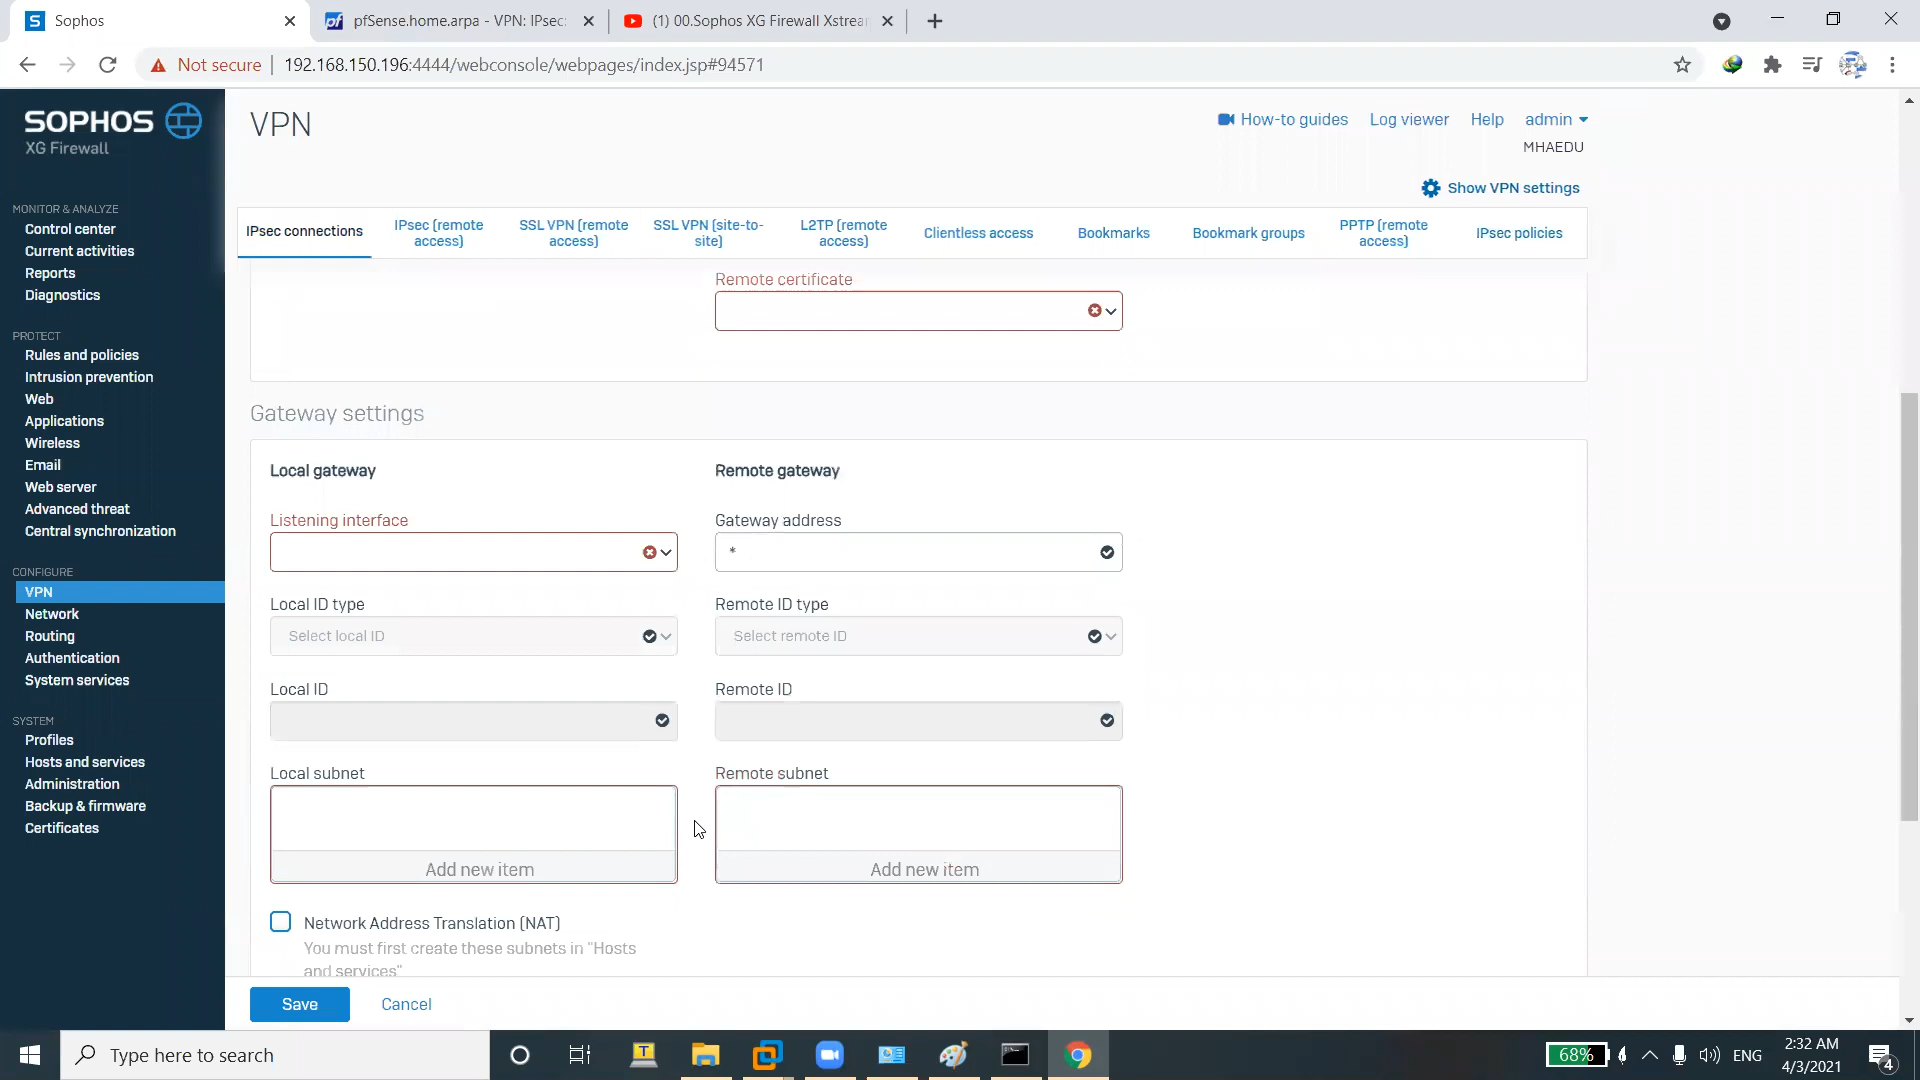 Sophos
pfSense.home.arpa - VPN: IPsec:
(1) 00.Sophos XG Firewall Xstrea
Not secure
192.168.150.196:4444/webconsole/webpages/index.jsp#94571
SOPHOS
XG Firewall
MONITOR & ANALYZE
Control center
Current activities
Reports
Diagnostics
PROTECT
Rules and policies
Intrusion prevention
Web
Applications
Wireless
Email
Web server
Advanced threat
Central synchronization
CONFIGURE
VPN
Network
Routing
Authentication
System services
SYSTEM
Profiles
Hosts and services
Administration
Backup & firmware
Certificates
VPN
How-to guides
Log viewer
Help
admin
MHAEDU
Show VPN settings
IPsec connections
IPsec (remote access)
SSL VPN (remote access)
SSL VPN (site-to-site)
L2TP (remote access)
Clientless access
Bookmarks
Bookmark groups
PPTP (remote access)
IPsec policies
Remote certificate
Gateway settings
Local gateway
Remote gateway
Listening interface
Gateway address
*
Local ID type
Remote ID type
Select local ID
Select remote ID
Local ID
Remote ID
Local subnet
Remote subnet
Add new item
Add new item
Network Address Translation (NAT)
You must first create these subnets in "Hosts
and services"
Save
Cancel
Type here to search
68%
ENG
2:32 AM
4/3/2021
4